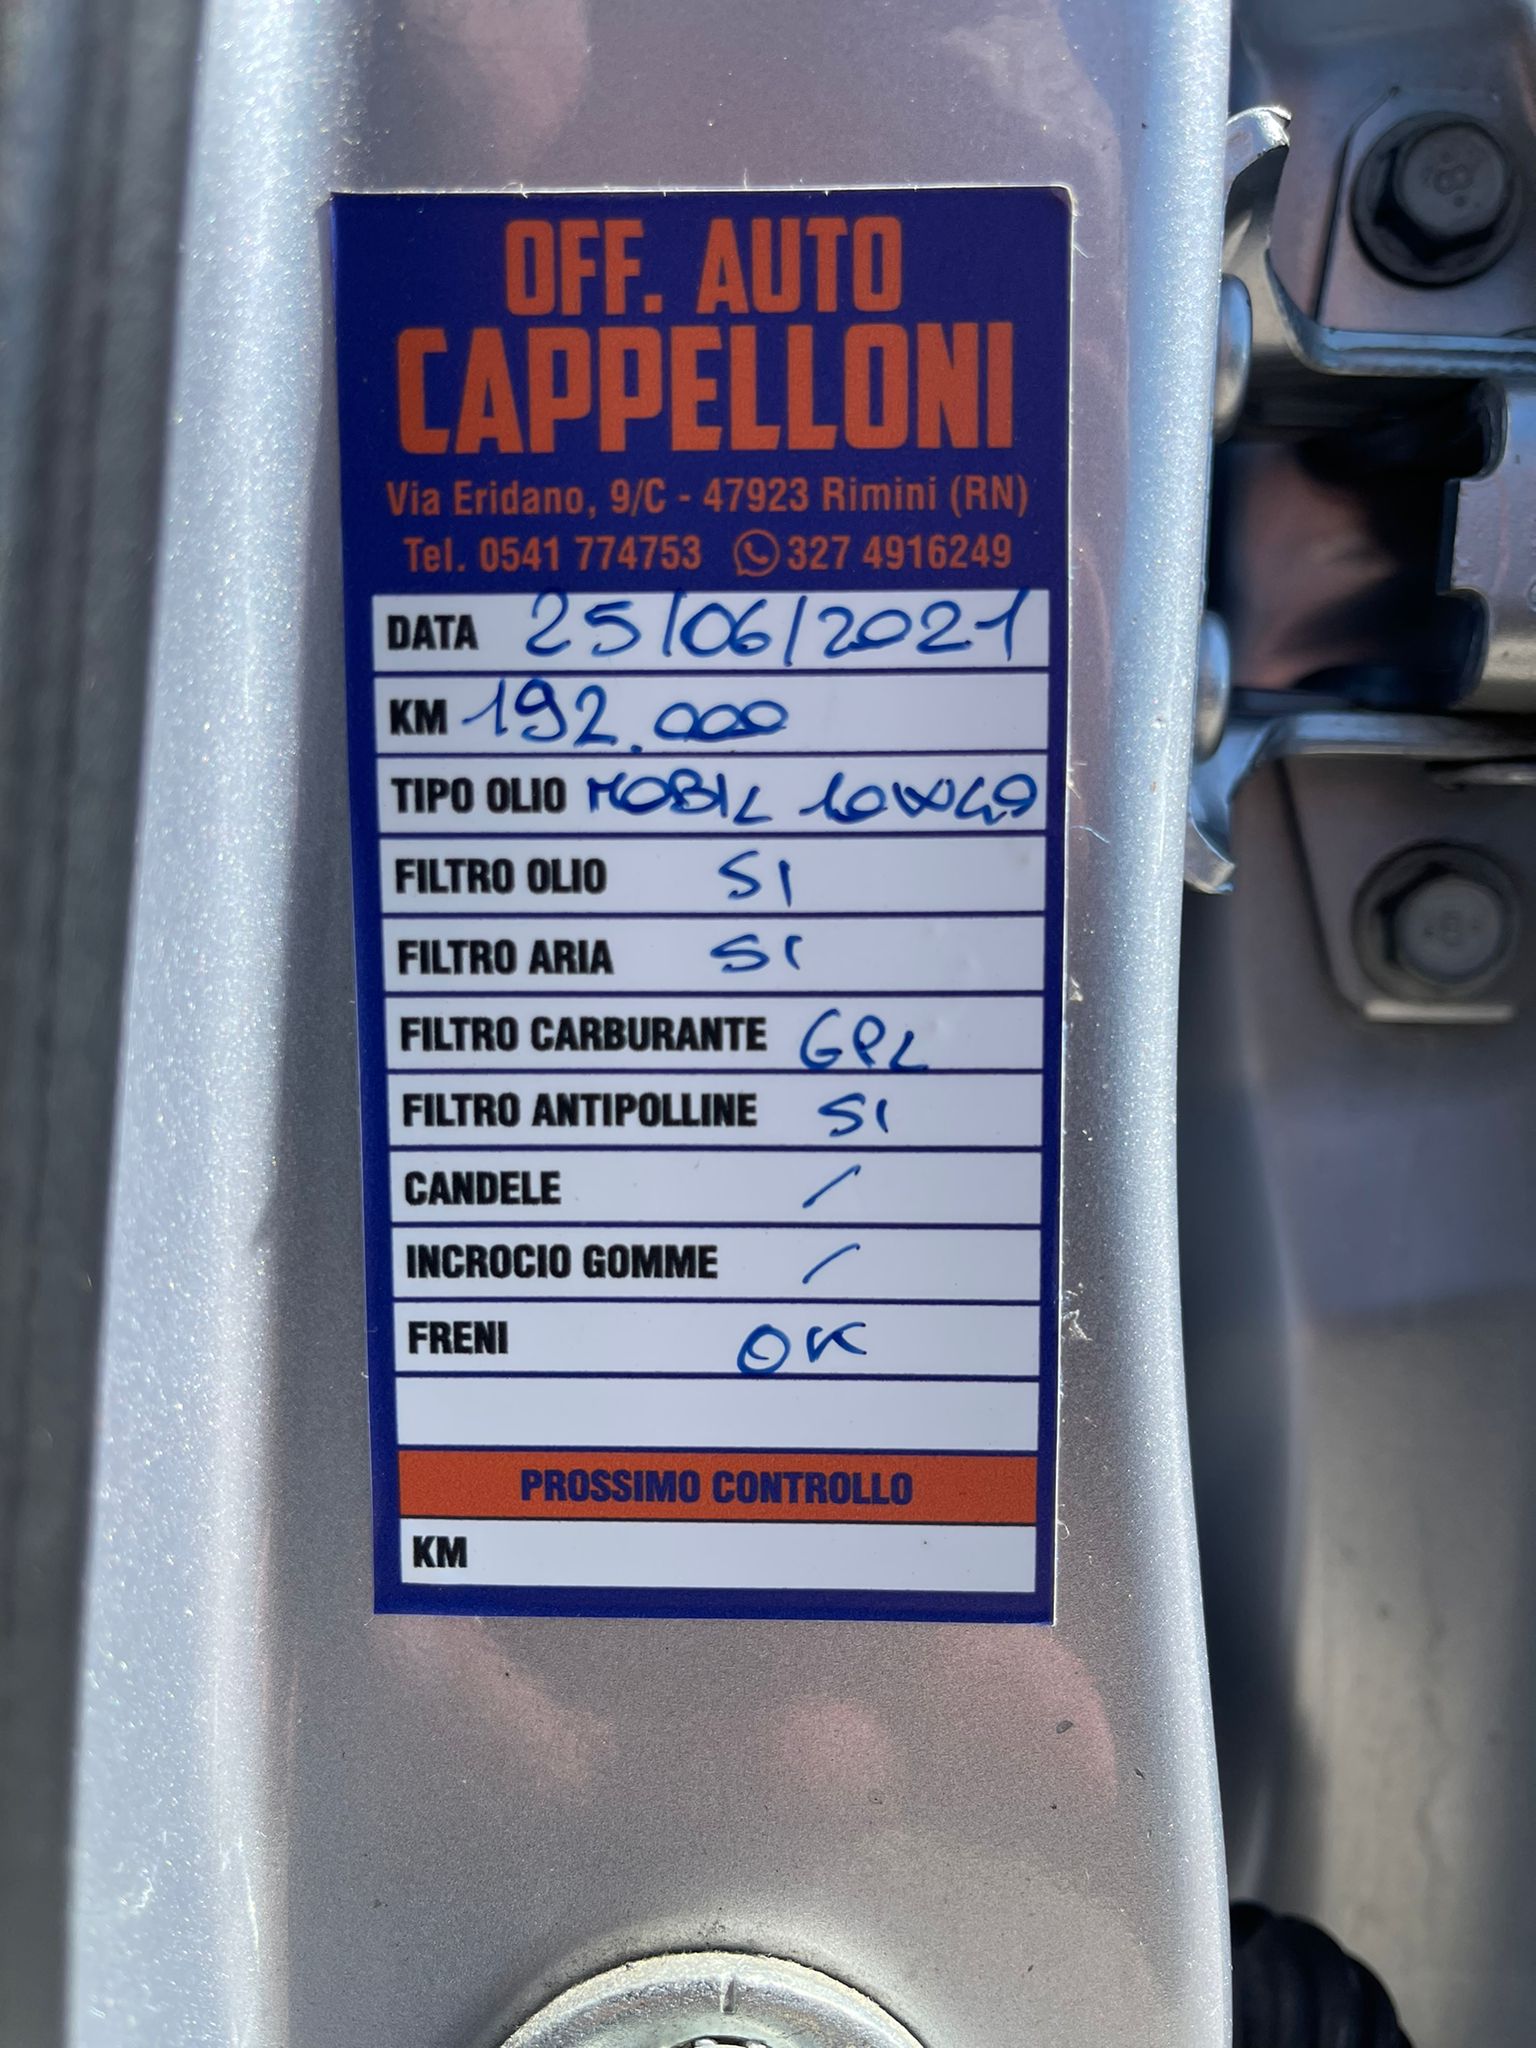 OFF. AUTO
CAPPELLONI
Via Eridano, 9/C - 47923 Rimini (RN)
Tel. 0541 774753 327 4916249
DATA 25/06/2021
KM 192.000
TIPO OLIO MOBIL 10W40
FILTRO OLIO SI
FILTRO ARIA SI
FILTRO CARBURANTE GPL
FILTRO ANTIPOLLINE SI
CANDELE /
INCROCIO GOMME /
FRENI OK
PROSSIMO CONTROLLO
KM